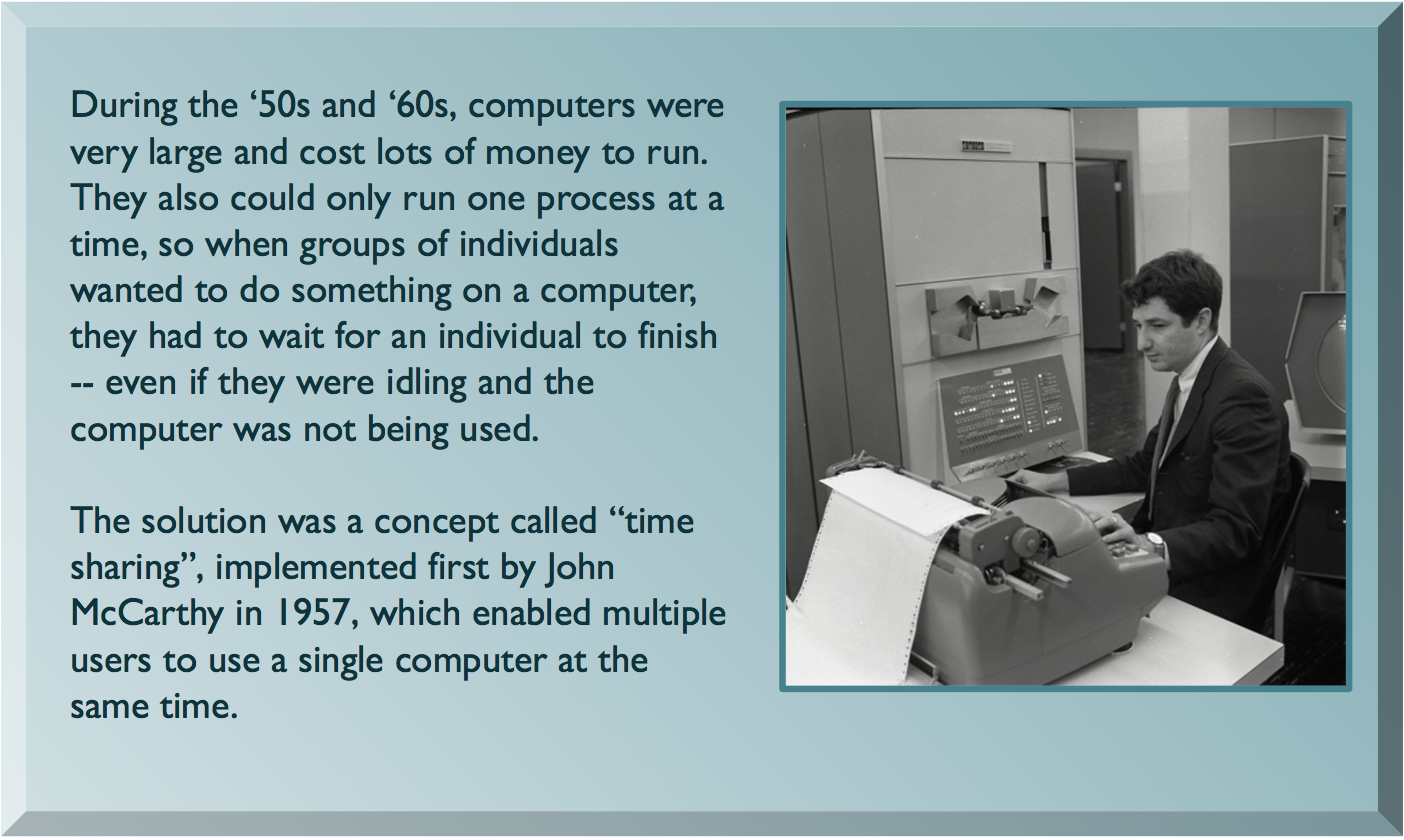 During the ‘50s and ‘60s, computers were
very large and cost lots of money to run.
They also could only run one process at a
time, so when groups of individuals
wanted to do something on a computer,
they had to wait for an individual to finish
-- even if they were idling and the
computer was not being used.
The solution was a concept called “time
sharing”, implemented first by John
McCarthy in 1957, which enabled multiple
users to use a single computer at the
same time.